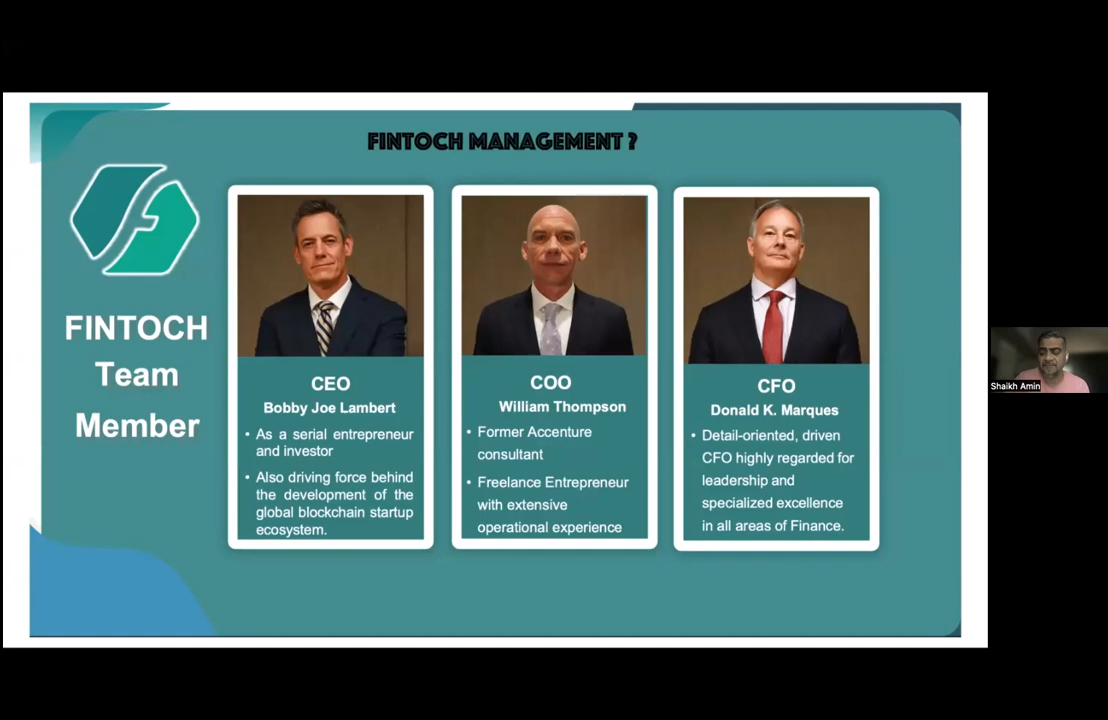 FINTOCH MANAGEMENT ?
FINTOCH
Team
Member
CEO
Bobby Joe Lambert
• As a serial entrepreneur
and investor
• Also driving force behind
the development of the
global blockchain startup
ecosystem.
COO
William Thompson
• Former Accenture
consultant
• Freelance Entrepreneur
with extensive
operational experience
CFO
Donald K. Marques
• Detail-oriented, driven
CFO highly regarded for
leadership and
specialized excellence
in all areas of Finance.
Shaikh Amin